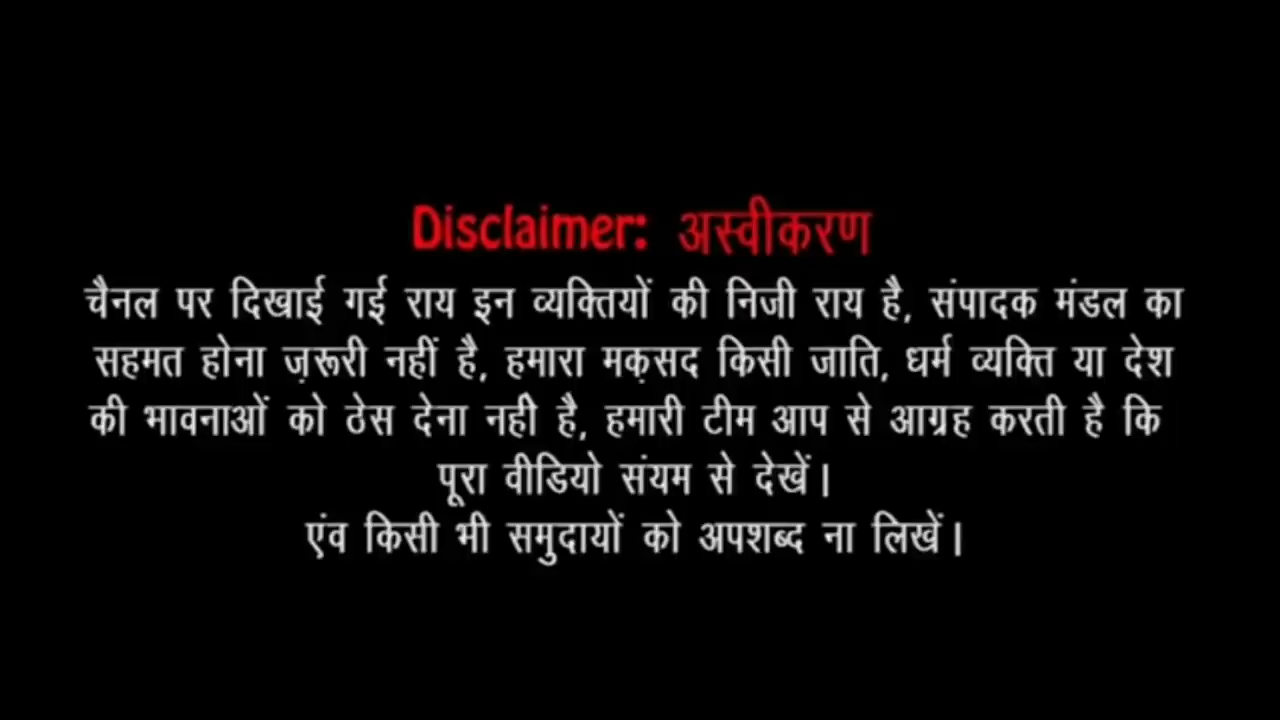 Disclaimer: अस्वीकरण
चैनल पर दिखाई गई राय इन व्यक्तियों की निजी राय है, संपादक मंडल का
सहमत होना ज़रूरी नहीं है, हमारा मक़सद किसी जाति, धर्म व्यक्ति या देश
की भावनाओं को ठेस देना नही है, हमारी टीम आप से आग्रह करती है कि
पूरा वीडियो संयम से देखें।
एंव किसी भी समुदायों को अपशब्द ना लिखें।